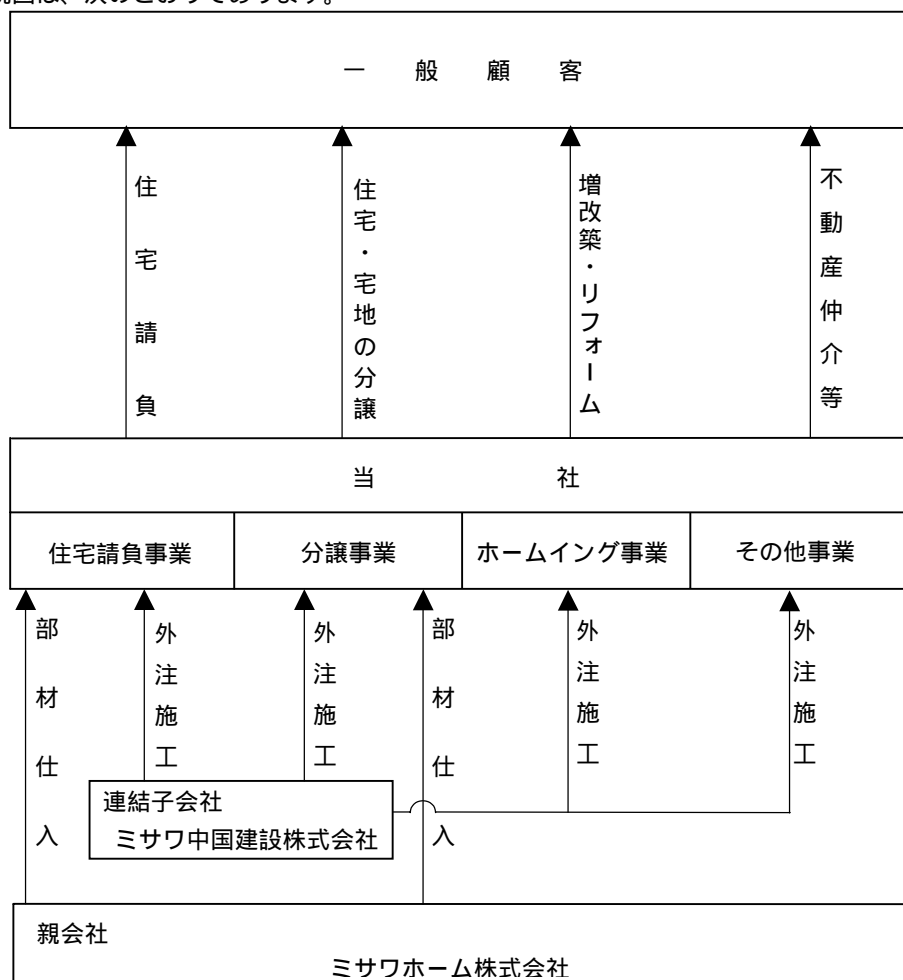 一般顧客
住宅請負
住宅・宅地の分譲
増改築・リフォーム
不動産仲介等
当社
住宅請負事業
分譲事業
ホームイング事業
その他事業
部材仕入
外注施工
外注施工
部材仕入
外注施工
外注施工
連結子会社
ミサワ中国建設株式会社
親会社
ミサワホーム株式会社